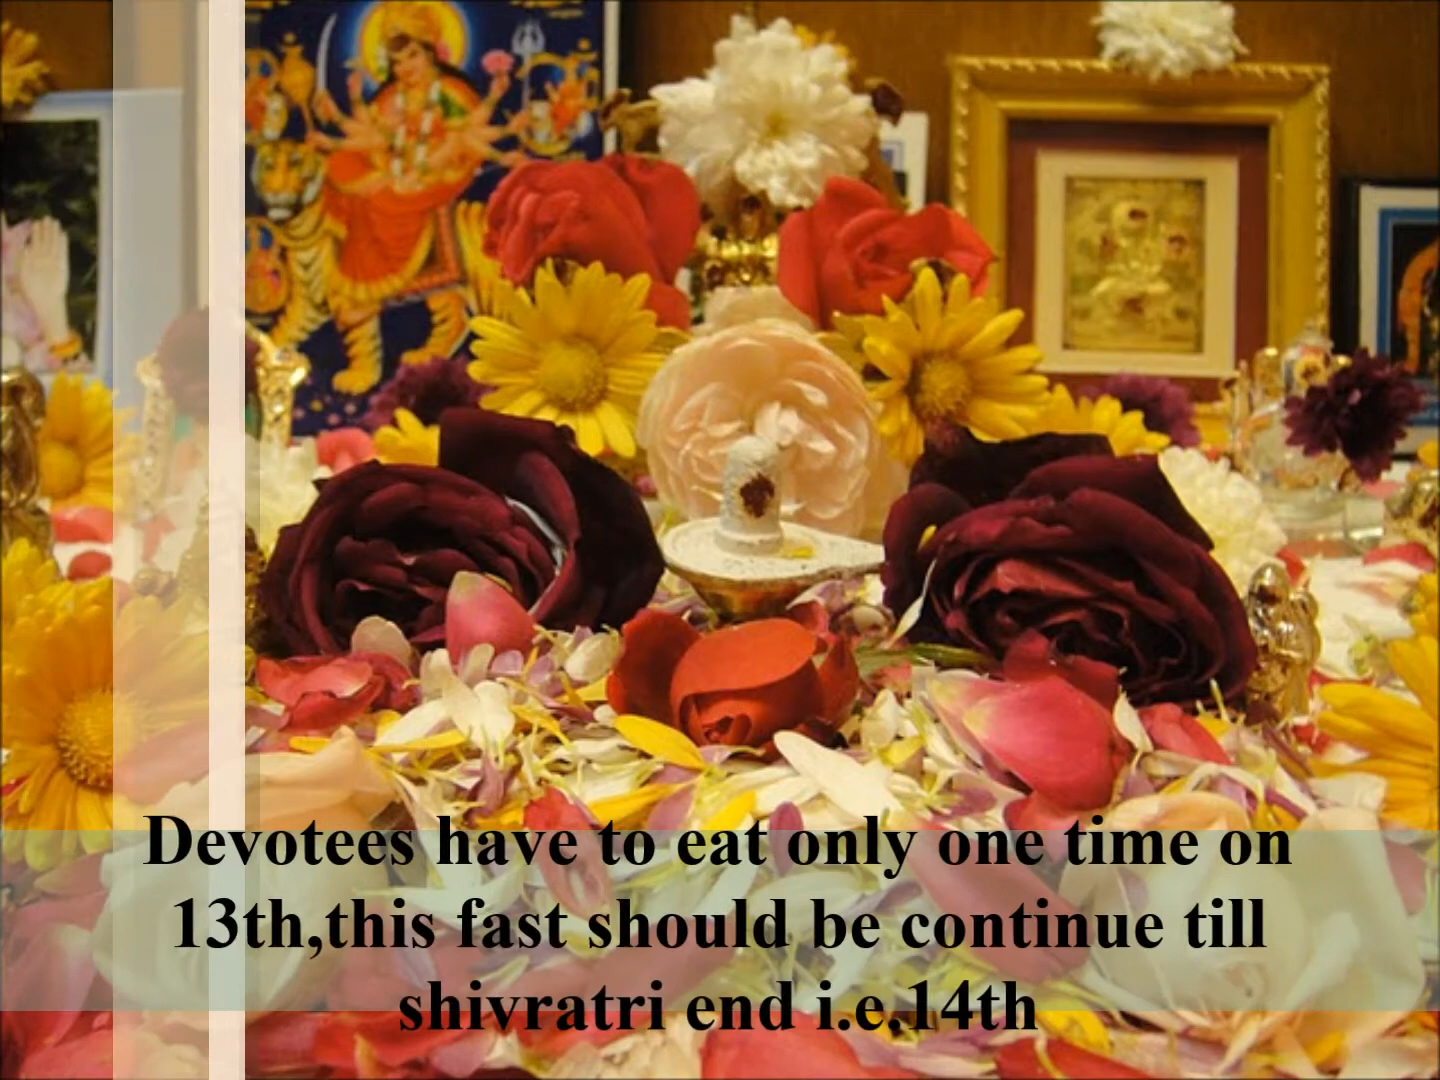 Devotees have to eat only one time on
13th,this fast should be continue till
shivratri end i.e.14th